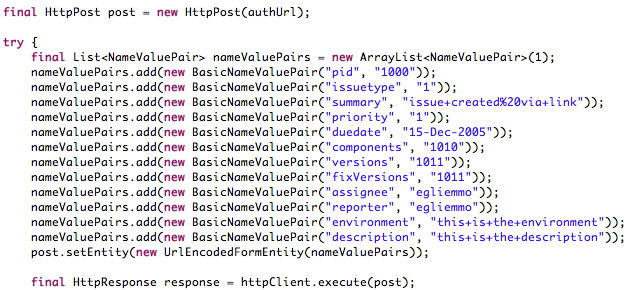 final HttpPost post = new HttpPost(authUrl);
try {
final List<NameValuePair> nameValuePairs = new ArrayList<NameValuePair>(1);
nameValuePairs.add(new BasicNameValuePair("pid", "1000"));
nameValuePairs.add(new BasicNameValuePair("issuetype", "1"));
nameValuePairs.add(new BasicNameValuePair("summary", "issue+created%20via+link"));
nameValuePairs.add(new BasicNameValuePair("priority", "1"));
nameValuePairs.add(new BasicNameValuePair("duedate", "15-Dec-2005"));
nameValuePairs.add(new BasicNameValuePair("components", "1010"));
nameValuePairs.add(new BasicNameValuePair("versions", "1011"));
nameValuePairs.add(new BasicNameValuePair("fixVersions", "1011"));
nameValuePairs.add(new BasicNameValuePair("assignee", "egliemmo"));
nameValuePairs.add(new BasicNameValuePair("reporter", "egliemmo"));
nameValuePairs.add(new BasicNameValuePair("environment", "this+is+the+environment"));
nameValuePairs.add(new BasicNameValuePair("description", "this+is+the+description"));
post.setEntity(new UrlEncodedFormEntity(nameValuePairs));
final HttpResponse response = httpClient.execute(post);